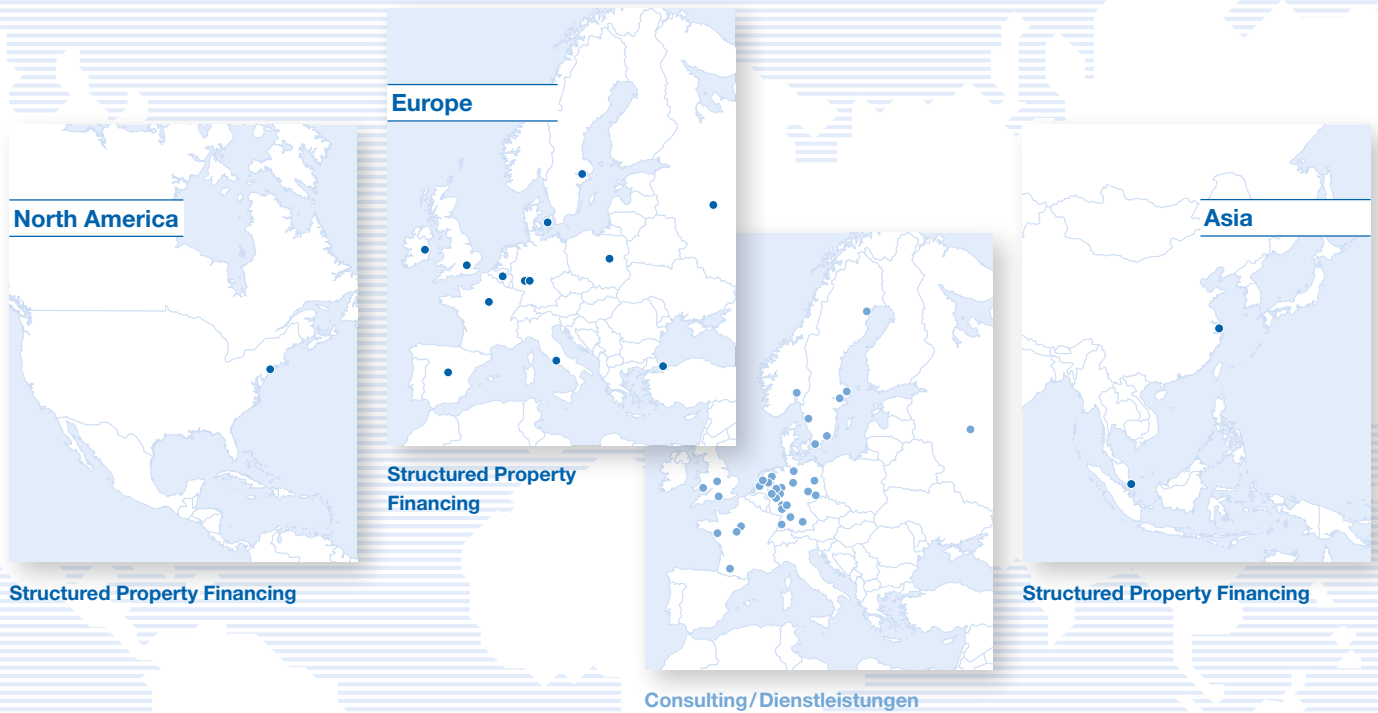 Europe
North America
Asia
Structured Property
Financing
Structured Property Financing
Structured Property Financing
Consulting/Dienstleistungen